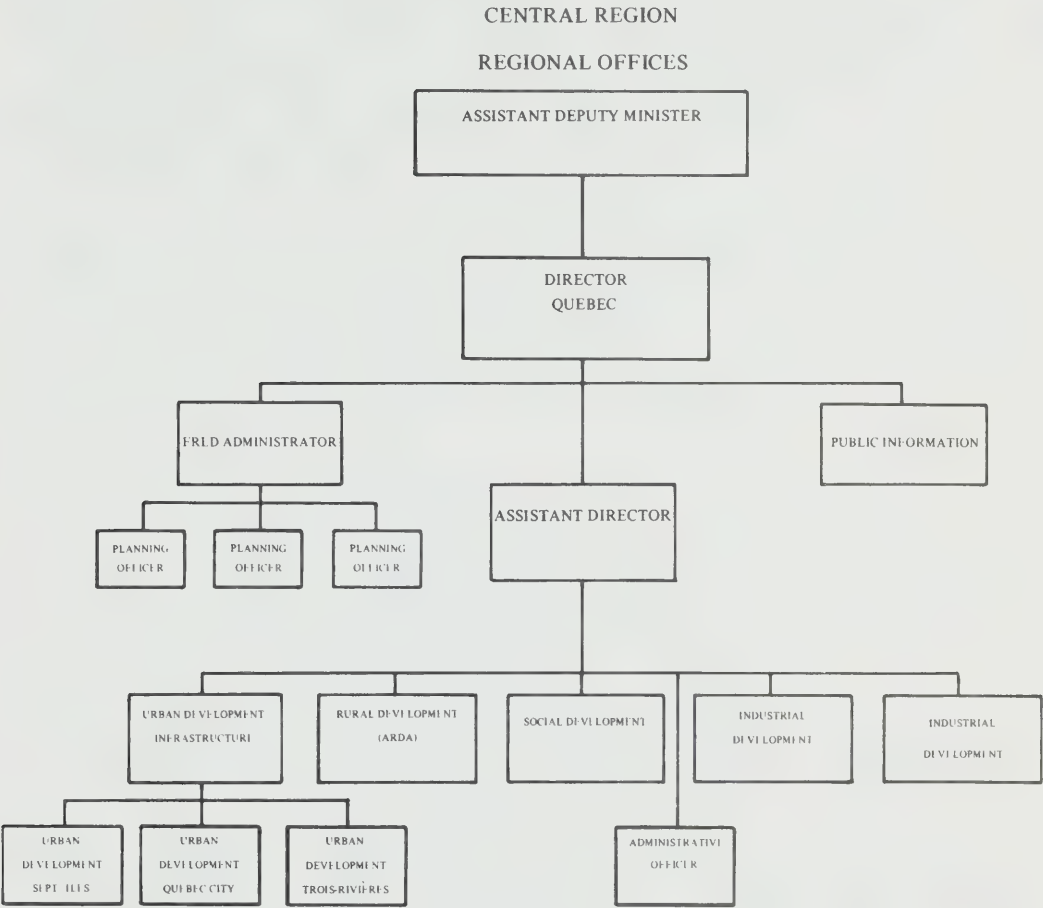 CENTRAL REGION
REGIONAL OFFICES
ASSISTANT DEPUTY MINISTER
DIRECTOR
QUEBEC
FRED ADMINISTRATOR
PUBLIC INFORMATION
ASSISTANT DIRECTOR
PLANNING
OFFICER
PLANNING
OFFICER
PLANNING
OFFICER
URBAN DEVELOPMENT
INFRASTRUCTURE
RURAL DEVELOPMENT
(ARDA)
SOCIAL DEVELOPMENT
INDUSTRIAL
DEVELOPMENT
INDUSTRIAL
DEVELOPMENT
URBAN
DEVELOPMENT
SEPT-ILES
URBAN
DEVELOPMENT
QUEBEC CITY
URBAN
DEVELOPMENT
TROIS-RIVIÈRES
ADMINISTRATIVE
OFFICER